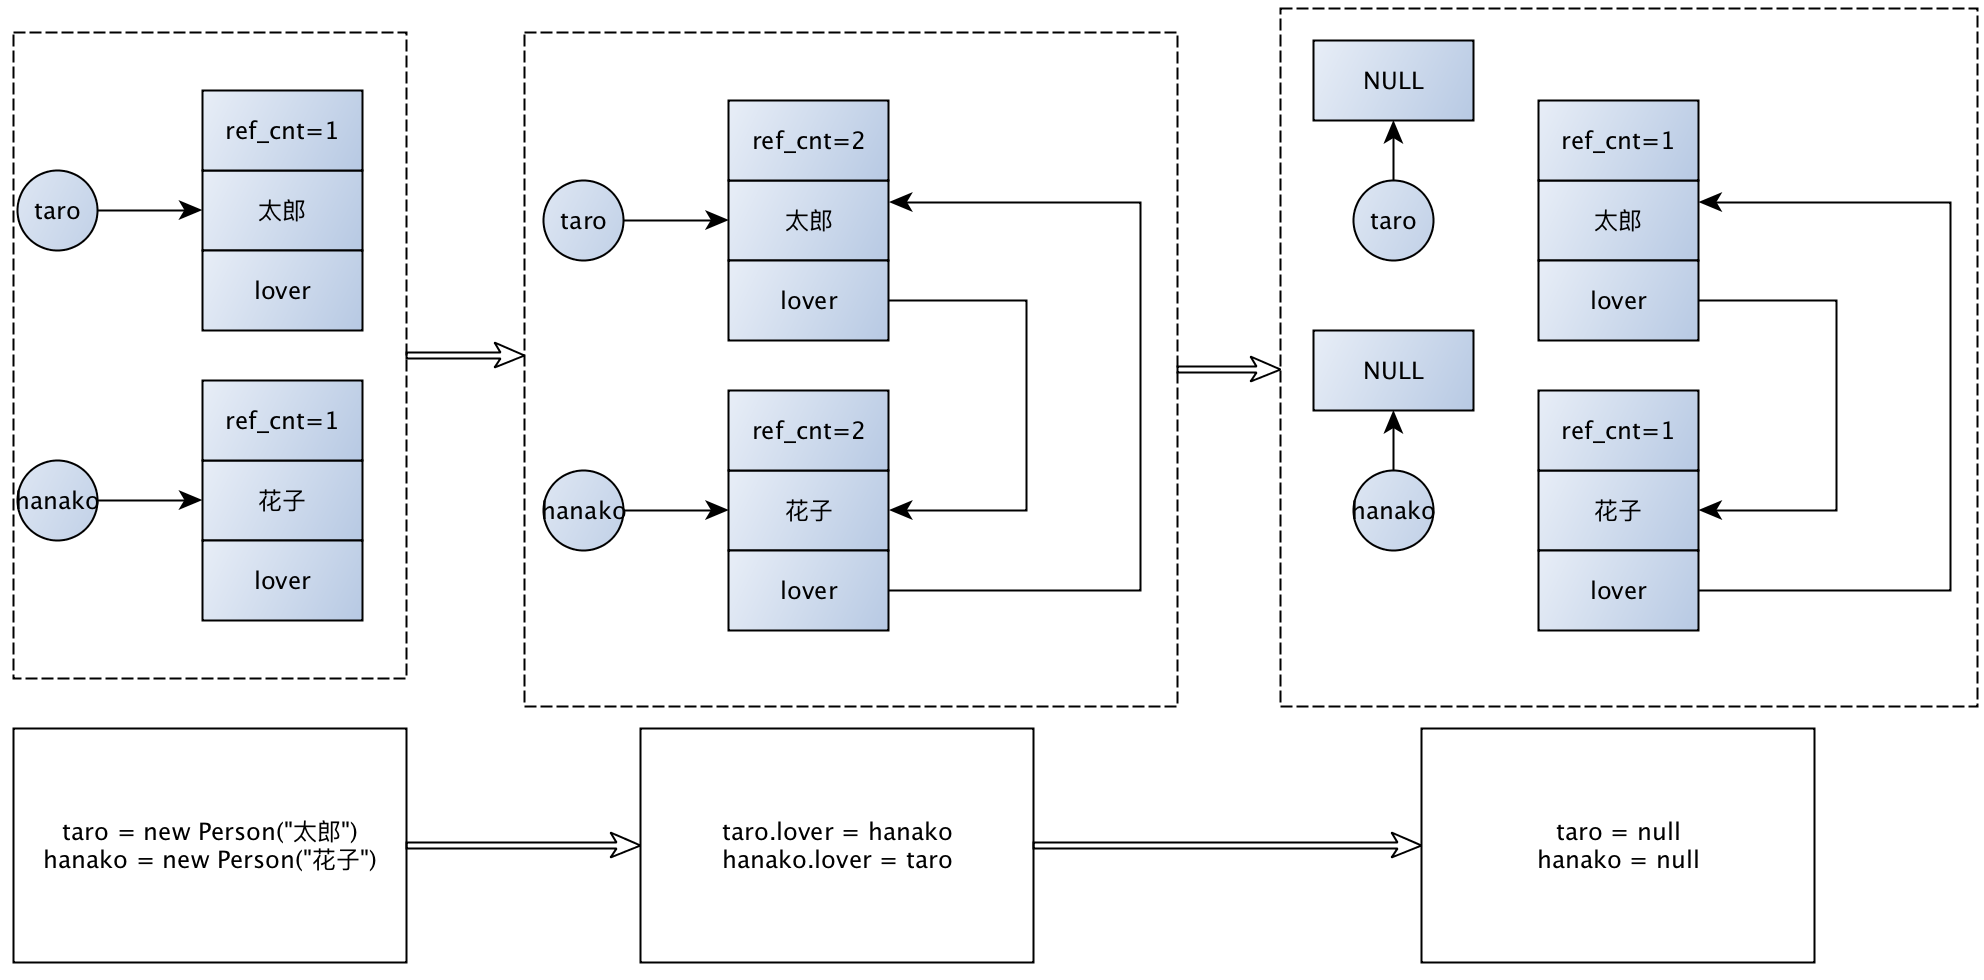 ref_cnt=1
taro
太郎
lover
ref_cnt=1
hanako
花子
lover
ref_cnt=2
taro
太郎
lover
ref_cnt=2
hanako
花子
lover
NULL
ref_cnt=1
taro
太郎
lover
NULL
ref_cnt=1
hanako
花子
lover
taro = new Person("太郎")
hanako = new Person("花子")
taro.lover = hanako
hanako.lover = taro
taro = null
hanako = null